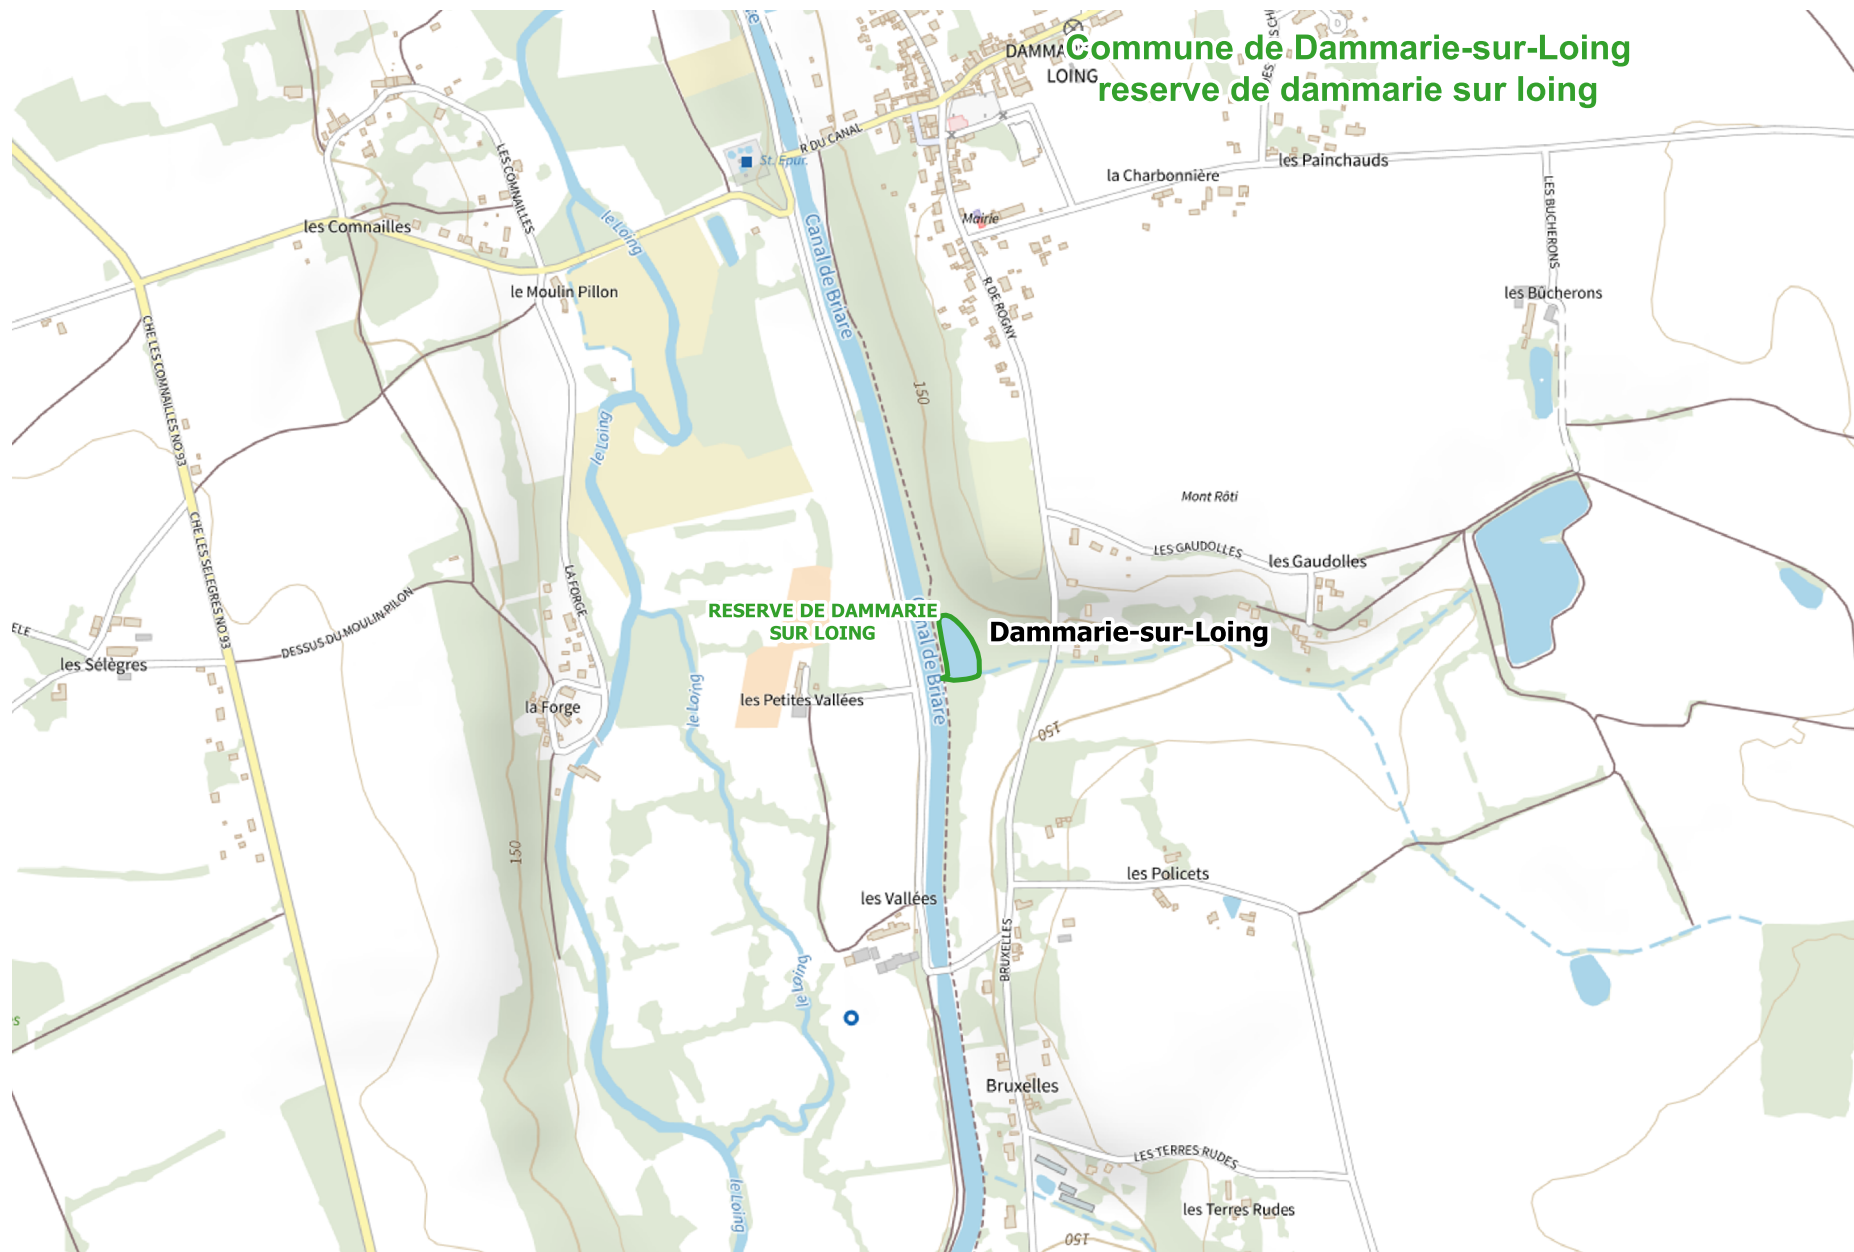 Commune de Dammarie-sur-Loing
reserve de dammarie sur loing
LOING
R DU CANAL
St. Epur.
les Painchauds
la Charbonnière
LES COMNAILLES
LES BUCHERONS
Mairie
le Loing
les Comnailles
Canal de Briare
le Moulin Pillon
R DE ROGNY
les Bûcherons
CHE LES COMNAILLES NO 93
150
le Loing
Mont Rôti
CHE LES SELEGRES NO 93
LES GAUDOLLES
les Gaudolles
LA FORGE
DESSUS-DU-MOULIN-PILON
RESERVE DE DAMMARIE
SUR LOING
Dammarie-sur-Loing
ELE
les Sélègres
le Loing
les Petites Vallées
Canal de Briare
la Forge
150
150
les Policets
les Vallées
BRUXELLES
le Loing
Bruxelles
LES TERRES RUDES
le Loing
les Terres Rudes
150